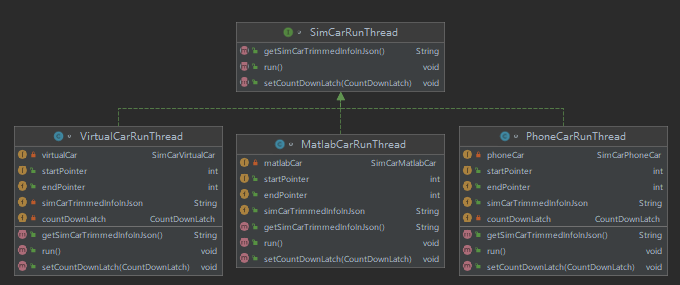 SimCarRunThread
getSimCarTrimmedInfoInJson() String
run() void
setCountDownLatch(CountDownLatch) void
VirtualCarRunThread
virtualCar SimCarVirtualCar
startPointer int
endPointer int
simCarTrimmedInfoInJson String
countDownLatch CountDownLatch
getSimCarTrimmedInfoInJson() String
run() void
setCountDownLatch(CountDownLatch) void
MatlabCarRunThread
matlabCar SimCarMatlabCar
startPointer int
endPointer int
simCarTrimmedInfoInJson String
getSimCarTrimmedInfoInJson() String
run() void
setCountDownLatch(CountDownLatch) void
PhoneCarRunThread
phoneCar SimCarPhoneCar
startPointer int
endPointer int
simCarTrimmedInfoInJson String
countDownLatch CountDownLatch
getSimCarTrimmedInfoInJson() String
run() void
setCountDownLatch(CountDownLatch) void